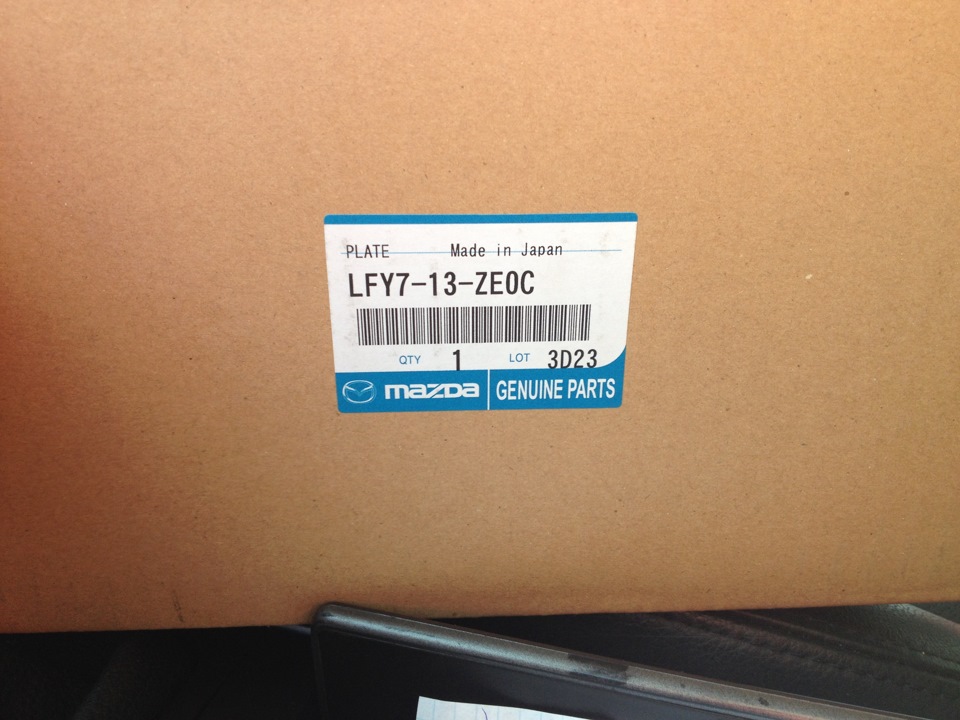 PLATE Made in Japan
LFY7-13-ZE0C
QTY 1 LOT 3D23
mazda GENUINE PARTS